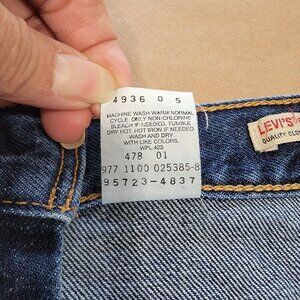 4936 0 5
MACHINE WASH WARM NORMAL
CYCLE. ONLY NON-CHLORINE
BLEACH IF NEEDED. TUMBLE
DRY HOT. HOT IRON IF NEEDED
WASH AND DRY
WITH LIKE COLORS.
WPL 423
478 01
977 1100 025385-8
95723-4837
LEVI'S
QUALITY CLO